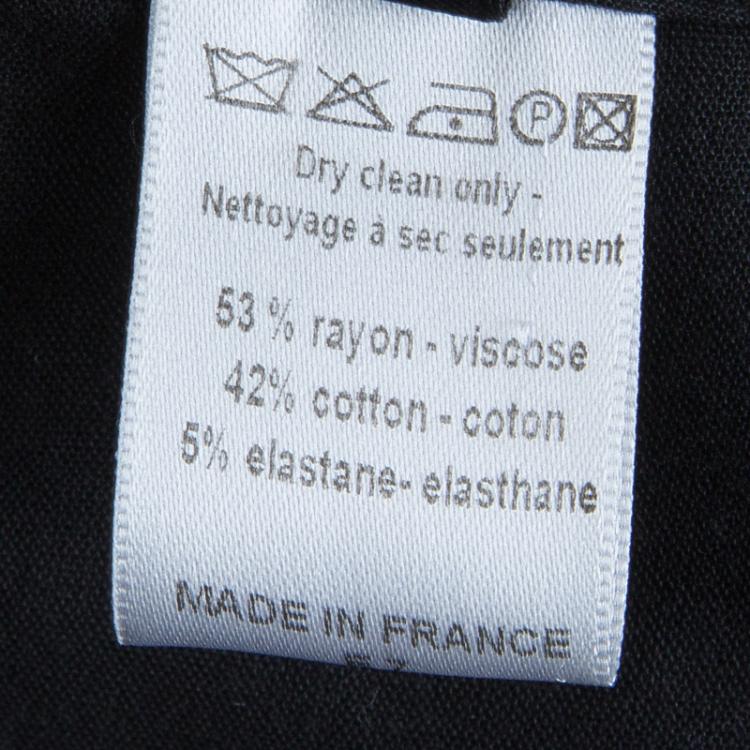 P
Dry clean only -
Nettoyage à sec seulement
53 % rayon - viscose
42% cotton - coton
5% elastane- elasthane
MADE IN FRANCE